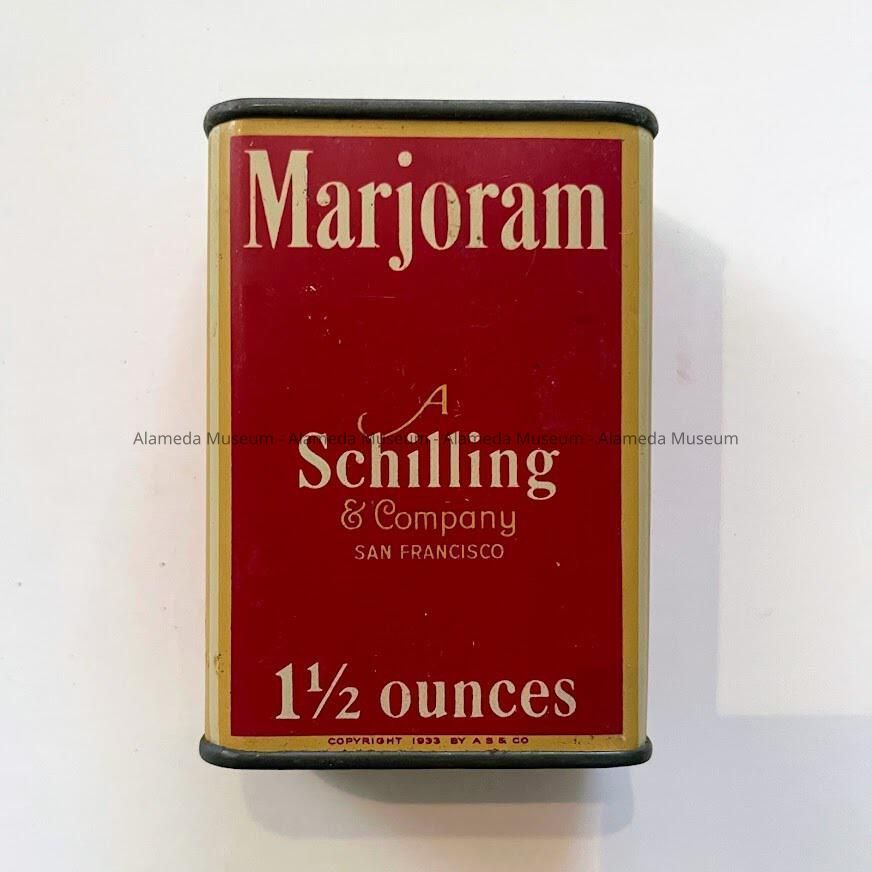 Marjoram
A
Alameda Museum - Alameda Museum - Alameda Museum - Alameda Museum
Schilling
& Company
SAN FRANCISCO
1½ ounces
COPYRIGHT 1933 BY A S & CO